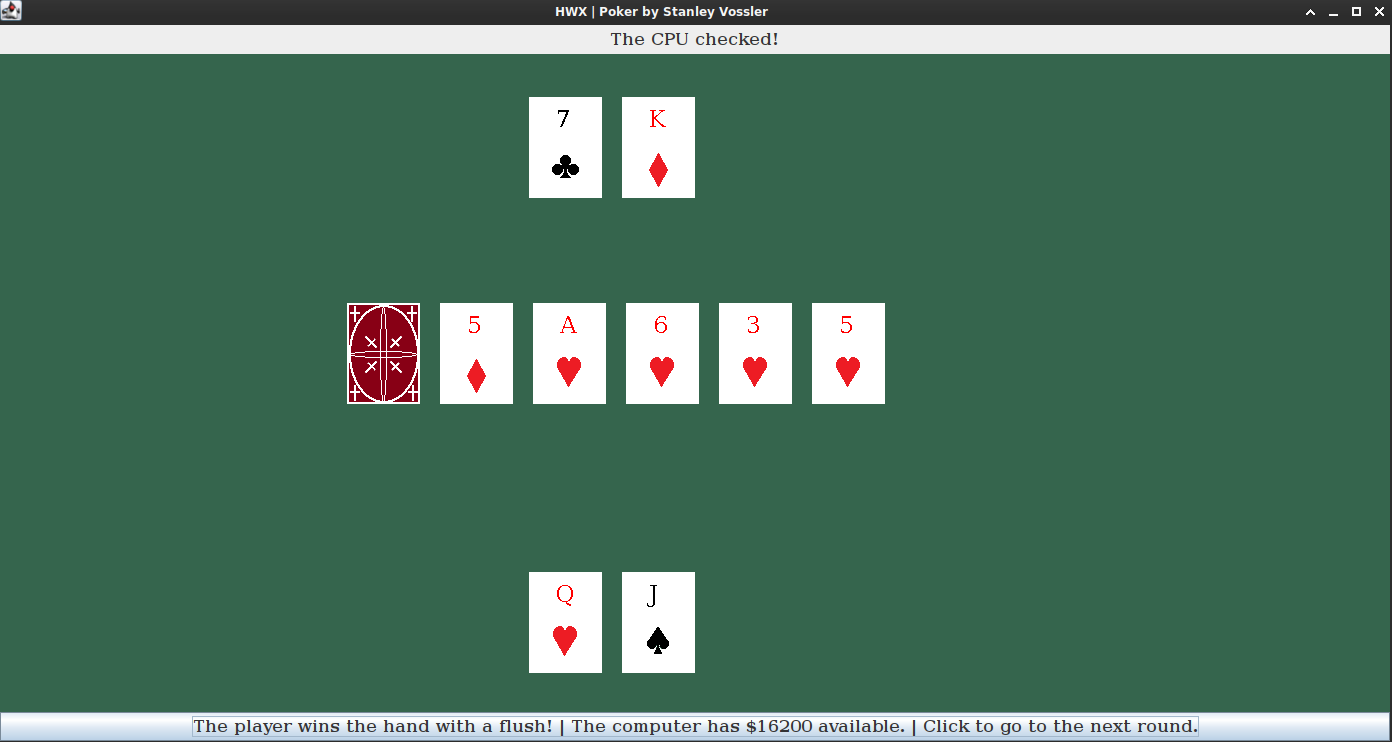 HWX | Poker by Stanley Vossler
The CPU checked!
7 K
5 A 6 3 5
Q J
The player wins the hand with a flush! | The computer has $16200 available. | Click to go to the next round.